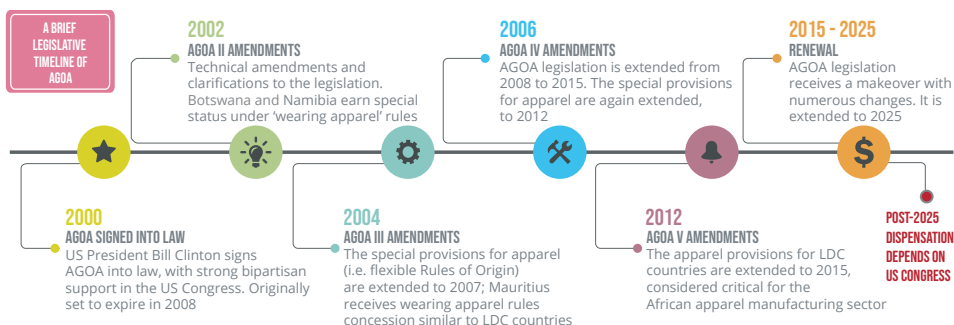 A BRIEF
LEGISLATIVE
TIMELINE OF
AGOA
2000
AGOA SIGNED INTO LAW
US President Bill Clinton signs
AGOA into law, with strong bipartisan
support in the US Congress. Originally
set to expire in 2008
2002
AGOA II AMENDMENTS
Technical amendments and
clarifications to the legislation.
Botswana and Namibia earn special
status under ‘wearing apparel’ rules
2004
AGOA III AMENDMENTS
The special provisions for apparel
(i.e. flexible Rules of Origin)
are extended to 2007; Mauritius
receives wearing apparel rules
concession similar to LDC countries
2006
AGOA IV AMENDMENTS
AGOA legislation is extended from
2008 to 2015. The special provisions
for apparel are again extended,
to 2012
2012
AGOA V AMENDMENTS
The apparel provisions for LDC
countries are extended to 2015,
considered critical for the
African apparel manufacturing sector
2015 - 2025
RENEWAL
AGOA legislation
receives a makeover with
numerous changes. It is
extended to 2025
$
POST-2025
DISPENSATION
DEPENDS ON
US CONGRESS